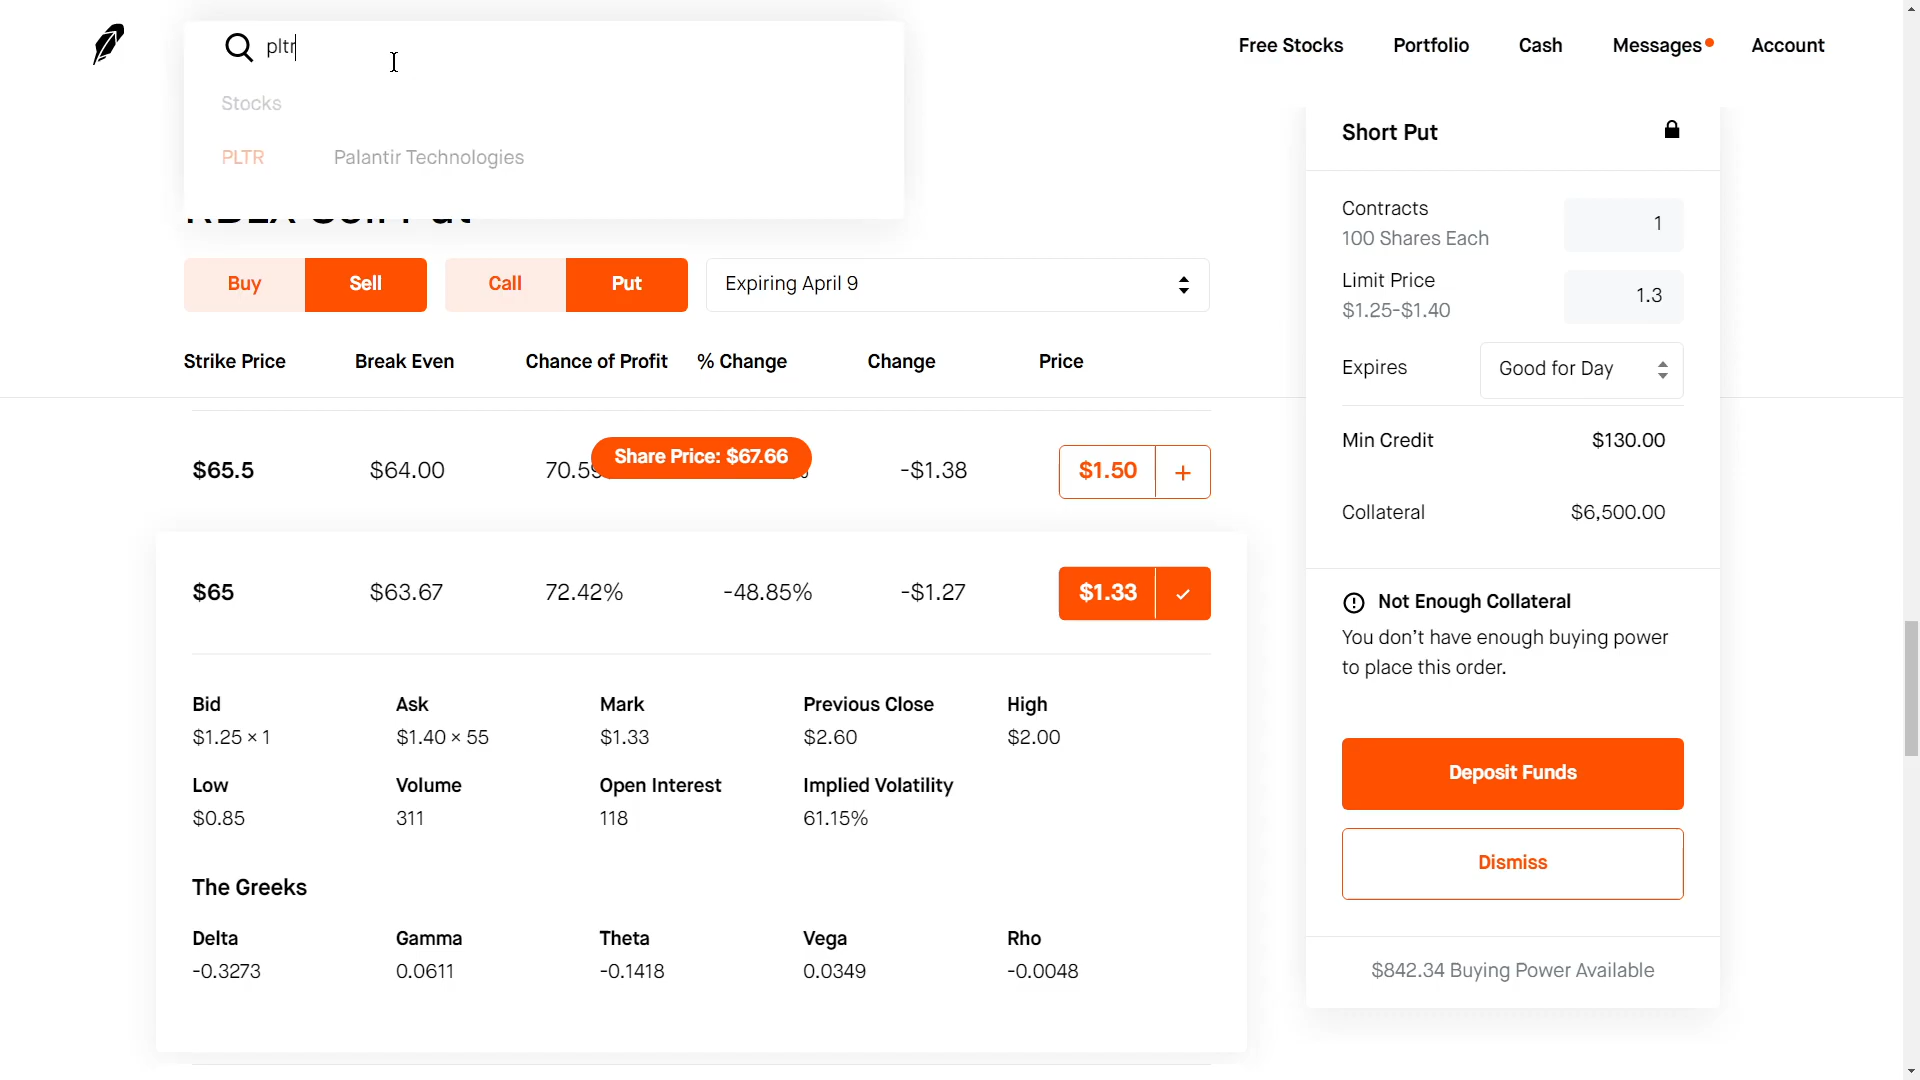 pltr
Free Stocks Portfolio Cash Messages Account
Stocks
PLTR Palantir Technologies
Buy Sell Call Put Expiring April 9
Strike Price Break Even Chance of Profit % Change Change Price
Share Price: $67.66
$65.5 $64.00 -$1.38 $1.50 +
$65 $63.67 72.42% -48.85% -$1.27 $1.33
Bid Ask Mark Previous Close High
$1.25 × 1 $1.40 × 55 $1.33 $2.60 $2.00
Low Volume Open Interest Implied Volatility
$0.85 311 118 61.15%
The Greeks
Delta Gamma Theta Vega Rho
-0.3273 0.0611 -0.1418 0.0349 -0.0048
Short Put
Contracts 1
100 Shares Each
Limit Price 1.3
$1.25-$1.40
Expires Good for Day
Min Credit $130.00
Collateral $6,500.00
Not Enough Collateral
You don't have enough buying power
to place this order.
Deposit Funds
Dismiss
$842.34 Buying Power Available